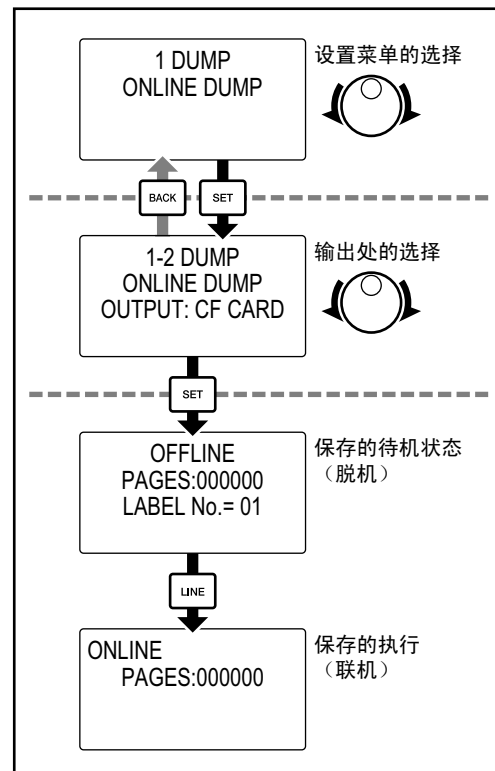 1 DUMP
ONLINE DUMP
设置菜单的选择
BACK
SET
1-2 DUMP
ONLINE DUMP
OUTPUT: CF CARD
输出处的选择
SET
OFFLINE
PAGES:000000
LABEL No.= 01
保存的待机状态
（脱机）
LINE
ONLINE
PAGES:000000
保存的执行
（联机）